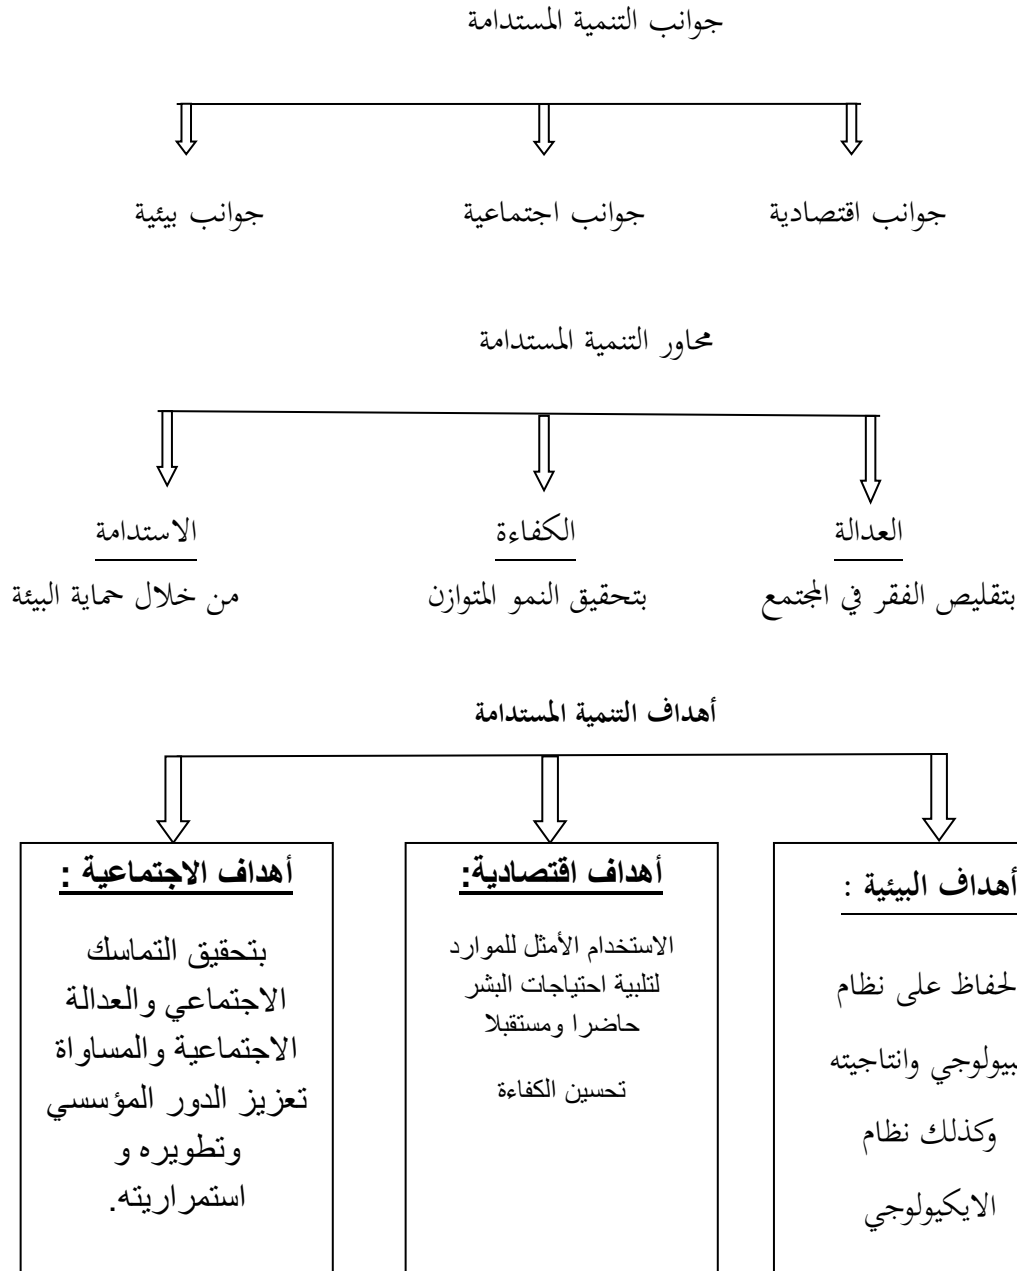 جوانب التنمية المستدامة
جوانب اقتصادية
جوانب اجتماعية
جوانب بيئية
محاور التنمية المستدامة
العدالة
بتقليص الفقر في المجتمع
الكفاءة
بتحقيق النمو المتوازن
الاستدامة
من خلال حماية البيئة
أهداف التنمية المستدامة
أهداف البيئية :
على نظام
وانتاجيته
وكذلك نظام
الايكيولوجي
أهداف اقتصادية:
الاستخدام الأمثل للموارد
لتلبية احتياجات البشر
حاضرا ومستقبلا
تحسين الكفاءة
أهداف الاجتماعية :
بتحقيق التماسك
الاجتماعي والعدالة
الاجتماعية والمساواة
تعزيز الدور المؤسسي
وتطويره و
استمراريته.